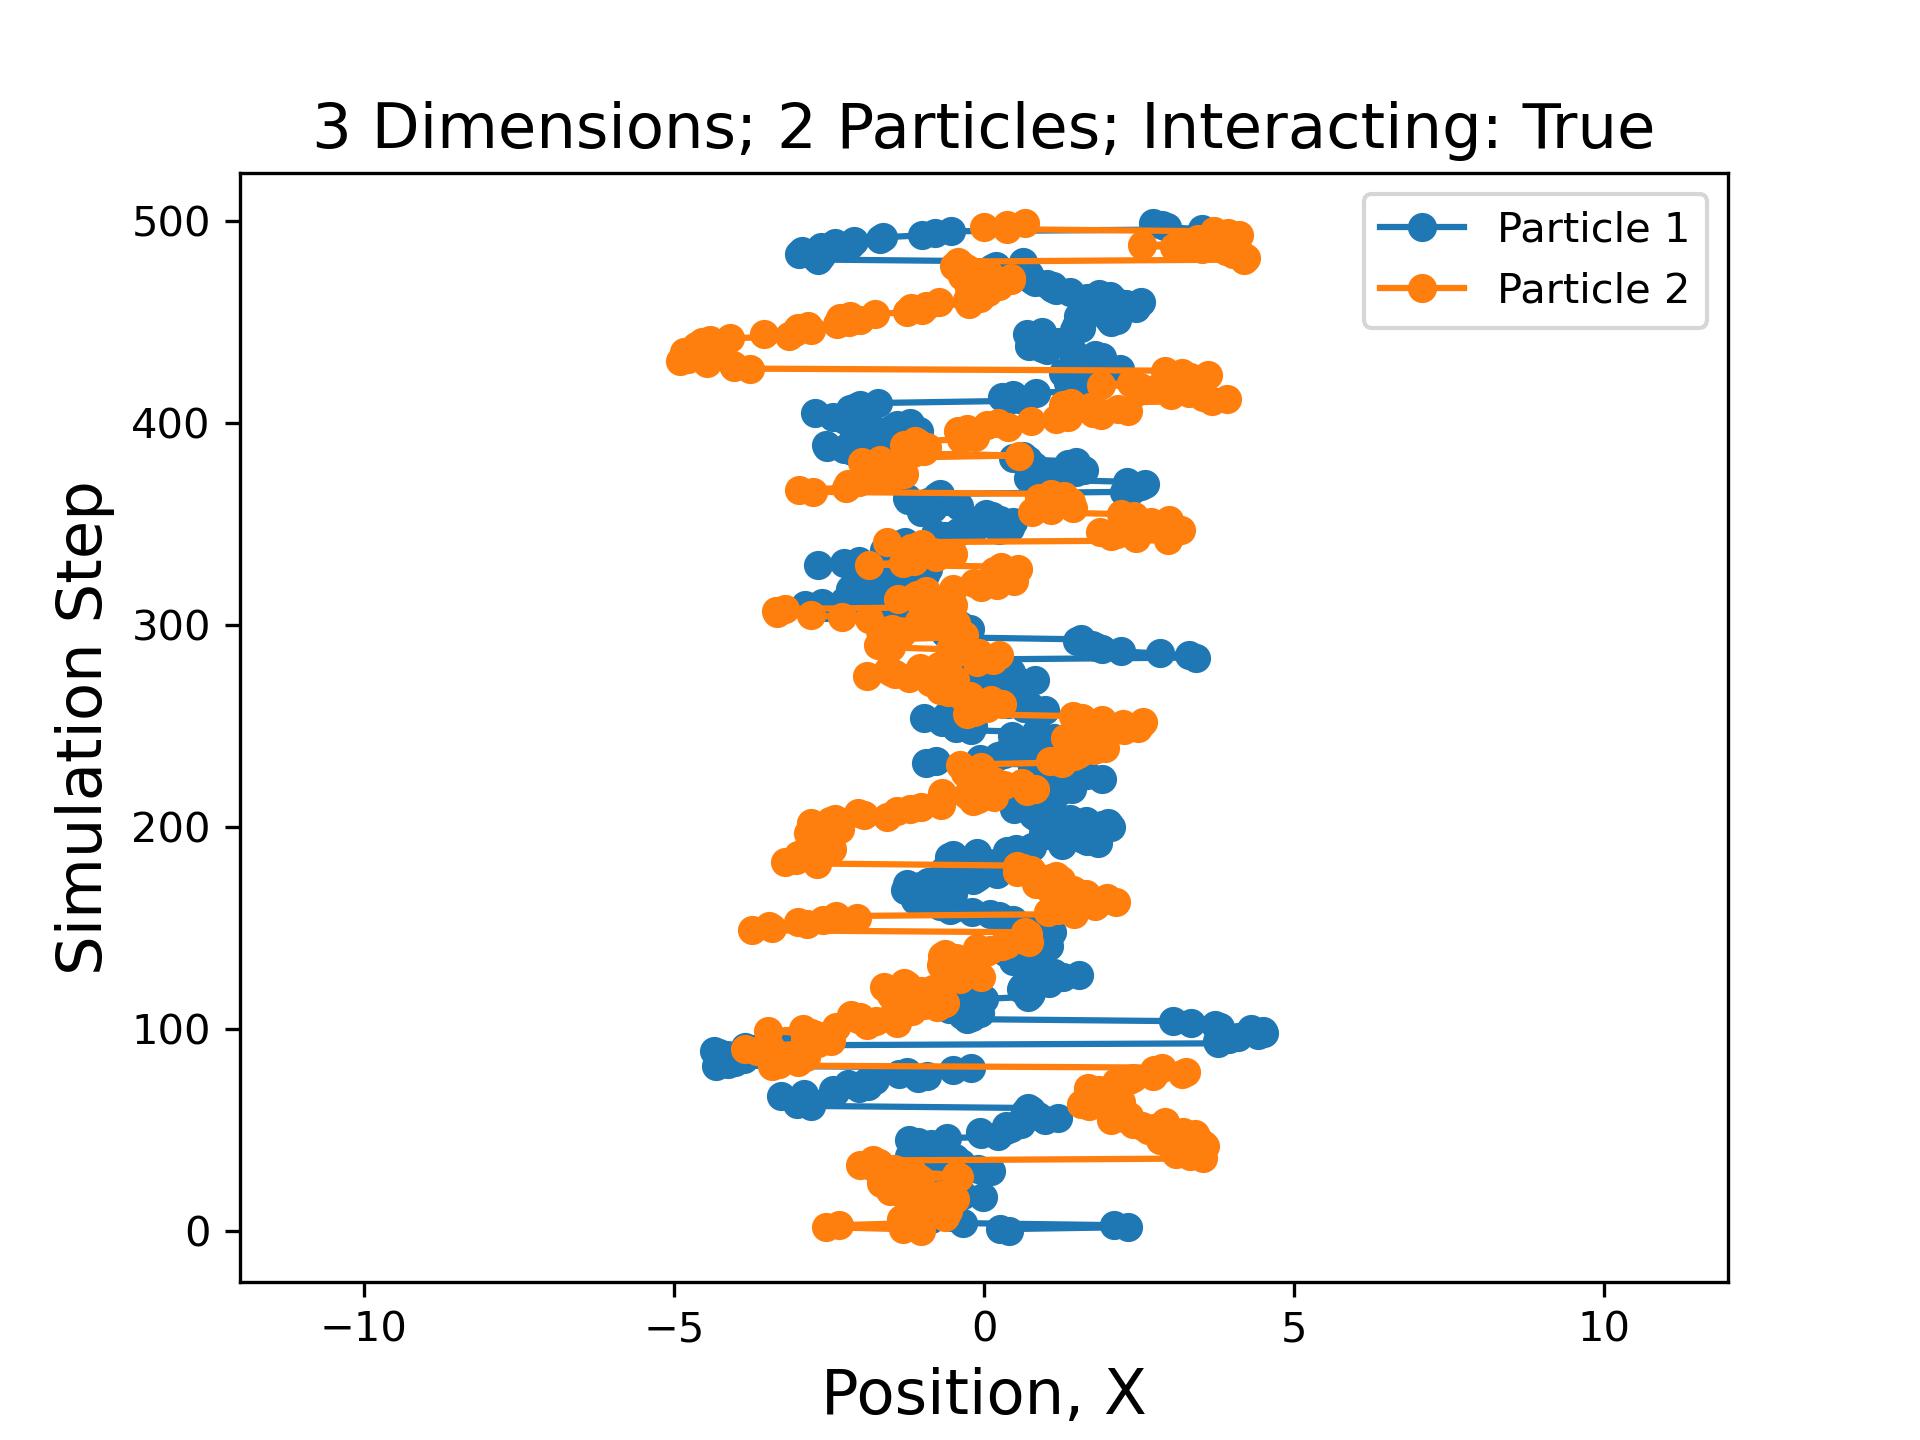 3 Dimensions; 2 Particles; Interacting: True
Particle 1
Particle 2
Simulation Step
500
400
300
200
100
0
−10
−5
0
5
10
Position, X